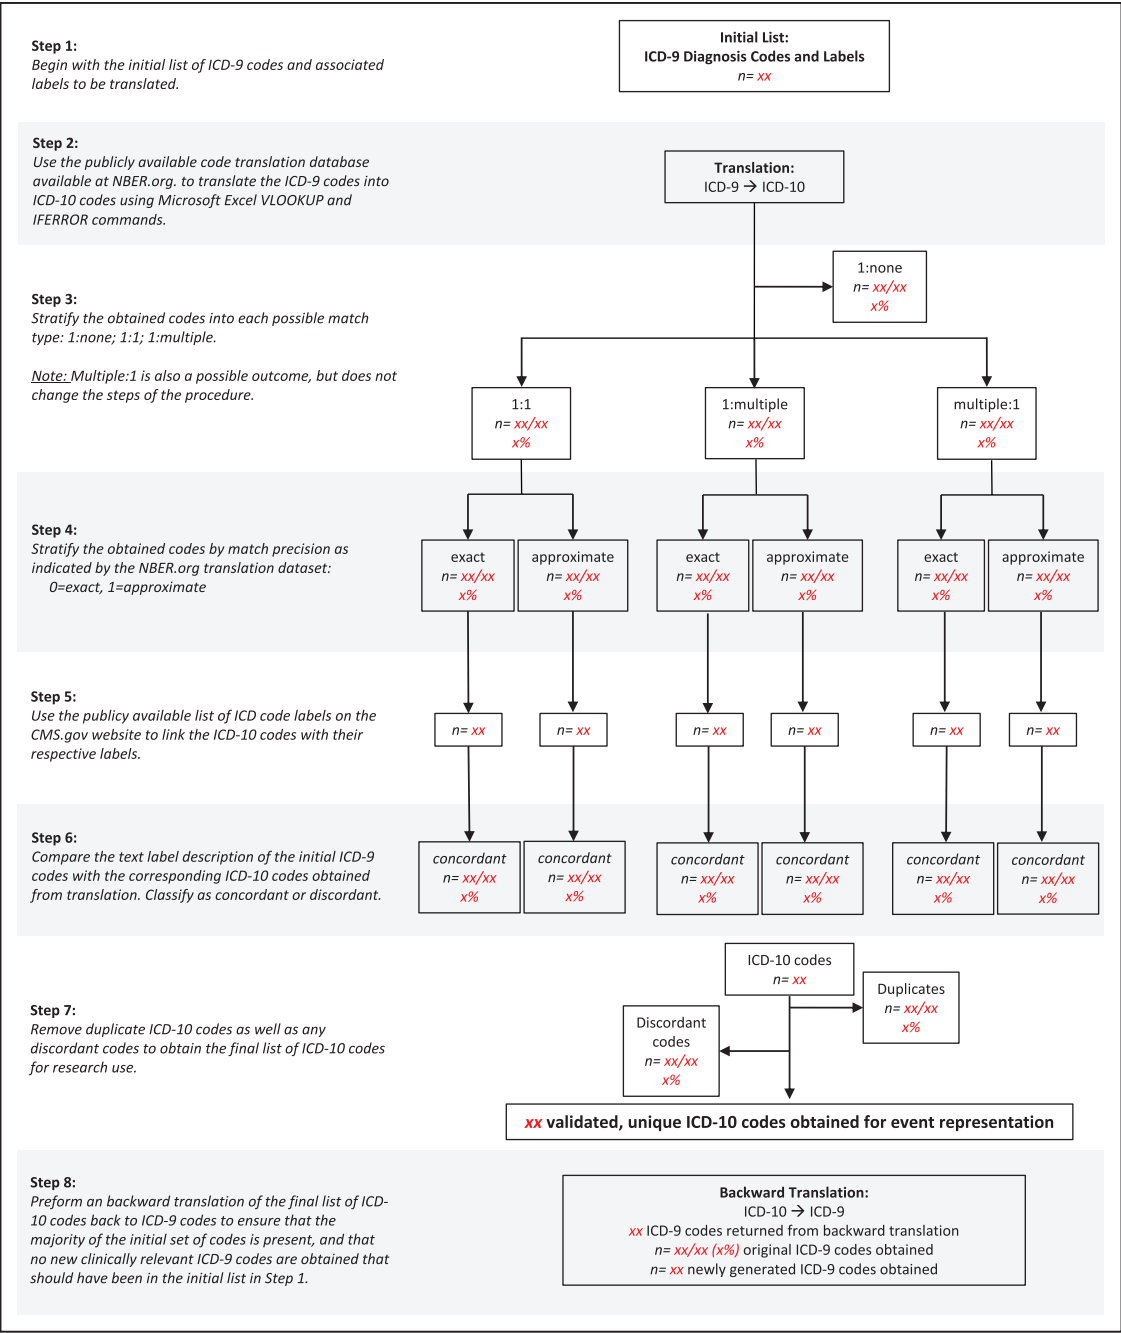 Step 1:
Begin with the initial list of ICD-9 codes and associated
labels to be translated.
Initial List:
ICD-9 Diagnosis Codes and Labels
n= xx
Step 2:
Use the publicly available code translation database
available at NBER.org. to translate the ICD-9 codes into
ICD-10 codes using Microsoft Excel VLOOKUP and
IFERROR commands.
Translation:
ICD-9 → ICD-10
1:none
n= xx/xx
x%
Step 3:
Stratify the obtained codes into each possible match
type: 1:none; 1:1; 1:multiple.
Note: Multiple:1 is also a possible outcome, but does not
change the steps of the procedure.
1:1
n= xx/xx
x%
1:multiple
n= xx/xx
x%
multiple:1
n= xx/xx
x%
Step 4:
Stratify the obtained codes by match precision as
indicated by the NBER.org translation dataset:
0=exact, 1=approximate
exact
n= xx/xx
x%
approximate
n= xx/xx
x%
exact
n= xx/xx
x%
approximate
n= xx/xx
x%
exact
n= xx/xx
x%
approximate
n= xx/xx
x%
Step 5:
Use the publicy available list of ICD code labels on the
CMS.gov website to link the ICD-10 codes with their
respective labels.
n= xx
n= xx
n= xx
n= xx
n= xx
n= xx
Step 6:
Compare the text label description of the initial ICD-9
codes with the corresponding ICD-10 codes obtained
from translation. Classify as concordant or discordant.
concordant
n= xx/xx
x%
concordant
n= xx/xx
x%
concordant
n= xx/xx
x%
concordant
n= xx/xx
x%
concordant
n= xx/xx
x%
concordant
n= xx/xx
x%
Step 7:
Remove duplicate ICD-10 codes as well as any
discordant codes to obtain the final list of ICD-10 codes
for research use.
ICD-10 codes
n= xx
Duplicates
n= xx/xx
x%
Discordant
codes
n= xx/xx
x%
xx validated, unique ICD-10 codes obtained for event representation
Step 8:
Preform an backward translation of the final list of ICD-
10 codes back to ICD-9 codes to ensure that the
majority of the initial set of codes is present, and that
no new clinically relevant ICD-9 codes are obtained that
should have been in the initial list in Step 1.
Backward Translation:
ICD-10 → ICD-9
xx ICD-9 codes returned from backward translation
n= xx/xx (x%) original ICD-9 codes obtained
n= xx newly generated ICD-9 codes obtained